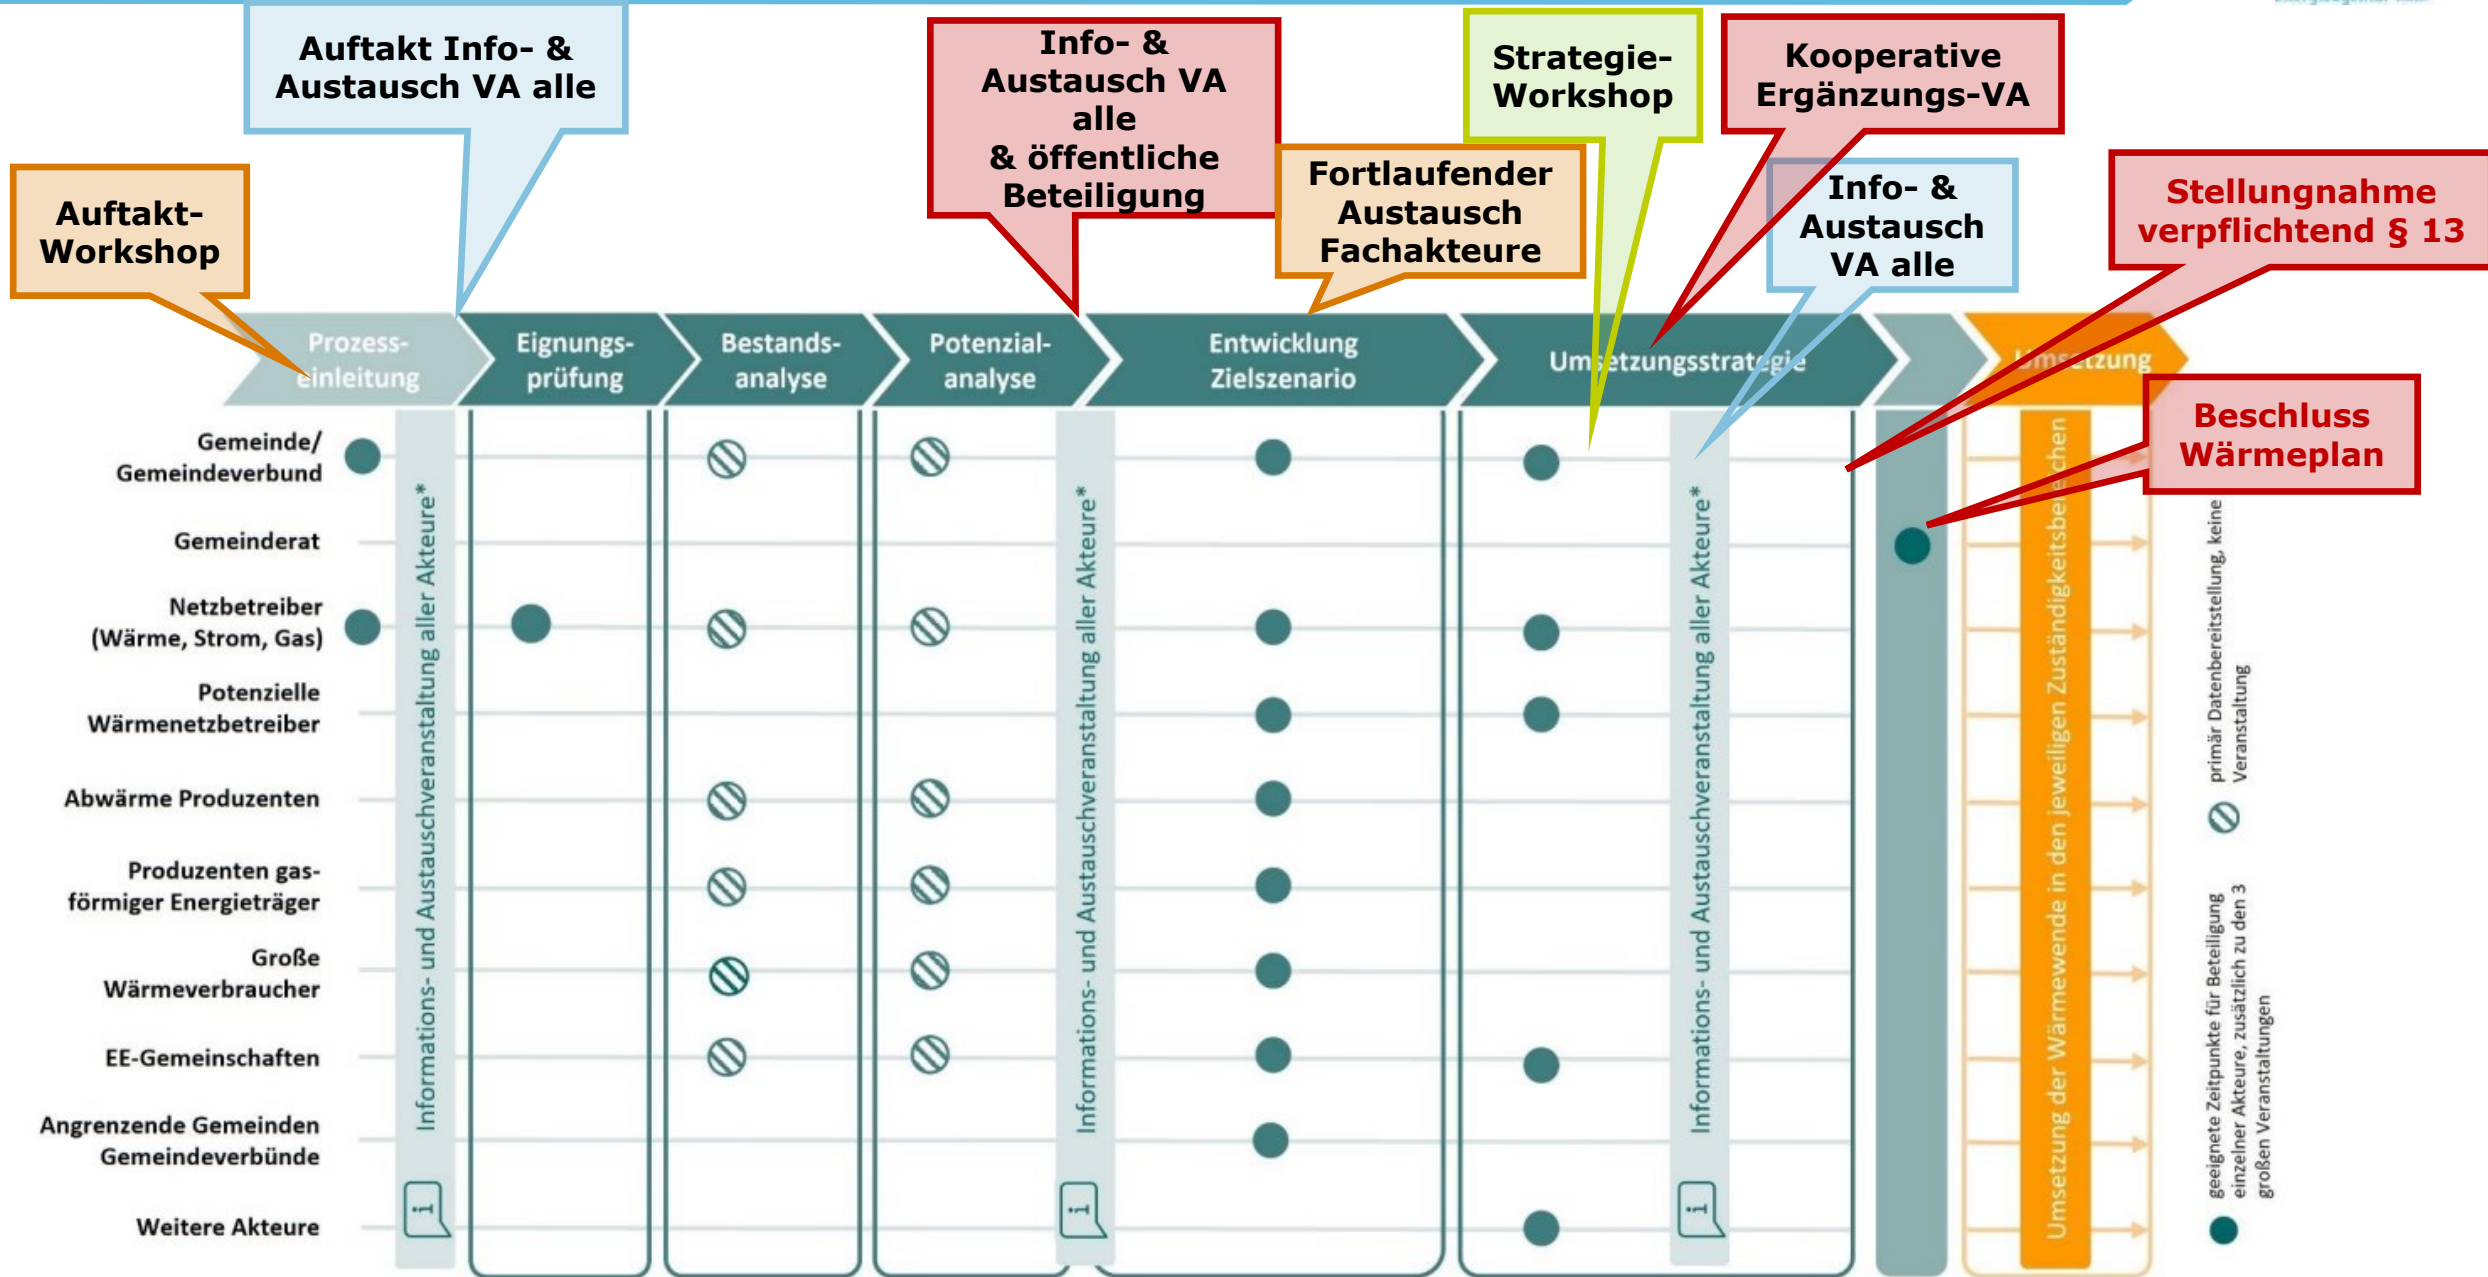 Auftakt Info- &
Austausch VA alle
Info- &
Austausch VA
alle
& öffentliche
Beteiligung
Strategie-
Workshop
Kooperative
Ergänzungs-VA
Auftakt-
Workshop
Fortlaufender
Austausch
Fachakteure
Info- &
Austausch
VA alle
Stellungnahme
verpflichtend § 13
Prozess-
einleitung
Eignungs-
prüfung
Bestands-
analyse
Potenzial-
analyse
Entwicklung
Zielszenario
Umsetzungsstrategie
Umsetzung
Beschluss
Wärmeplan
Gemeinde/
Gemeindeverbund
Gemeinderat
Netzbetreiber
(Wärme, Strom, Gas)
Potenzielle
Wärmenetzbetreiber
Abwärme Produzenten
Produzenten gas-
förmiger Energieträger
Große
Wärmeverbraucher
EE-Gemeinschaften
Angrenzende Gemeinden
Gemeindeverbünde
Weitere Akteure
Informations- und Austauschveranstaltung aller Akteure*
i
Informations- und Austauschveranstaltung aller Akteure*
i
Informations- und Austauschveranstaltung aller Akteure*
i
Umsetzung der Wärmewende in den jeweiligen Zuständigkeitsbereichen
primär Datenbereitstellung, keine
Veranstaltung
geeignete Zeitpunkte für Beteiligung
einzelner Akteure, zusätzlich zu den 3
großen Veranstaltungen